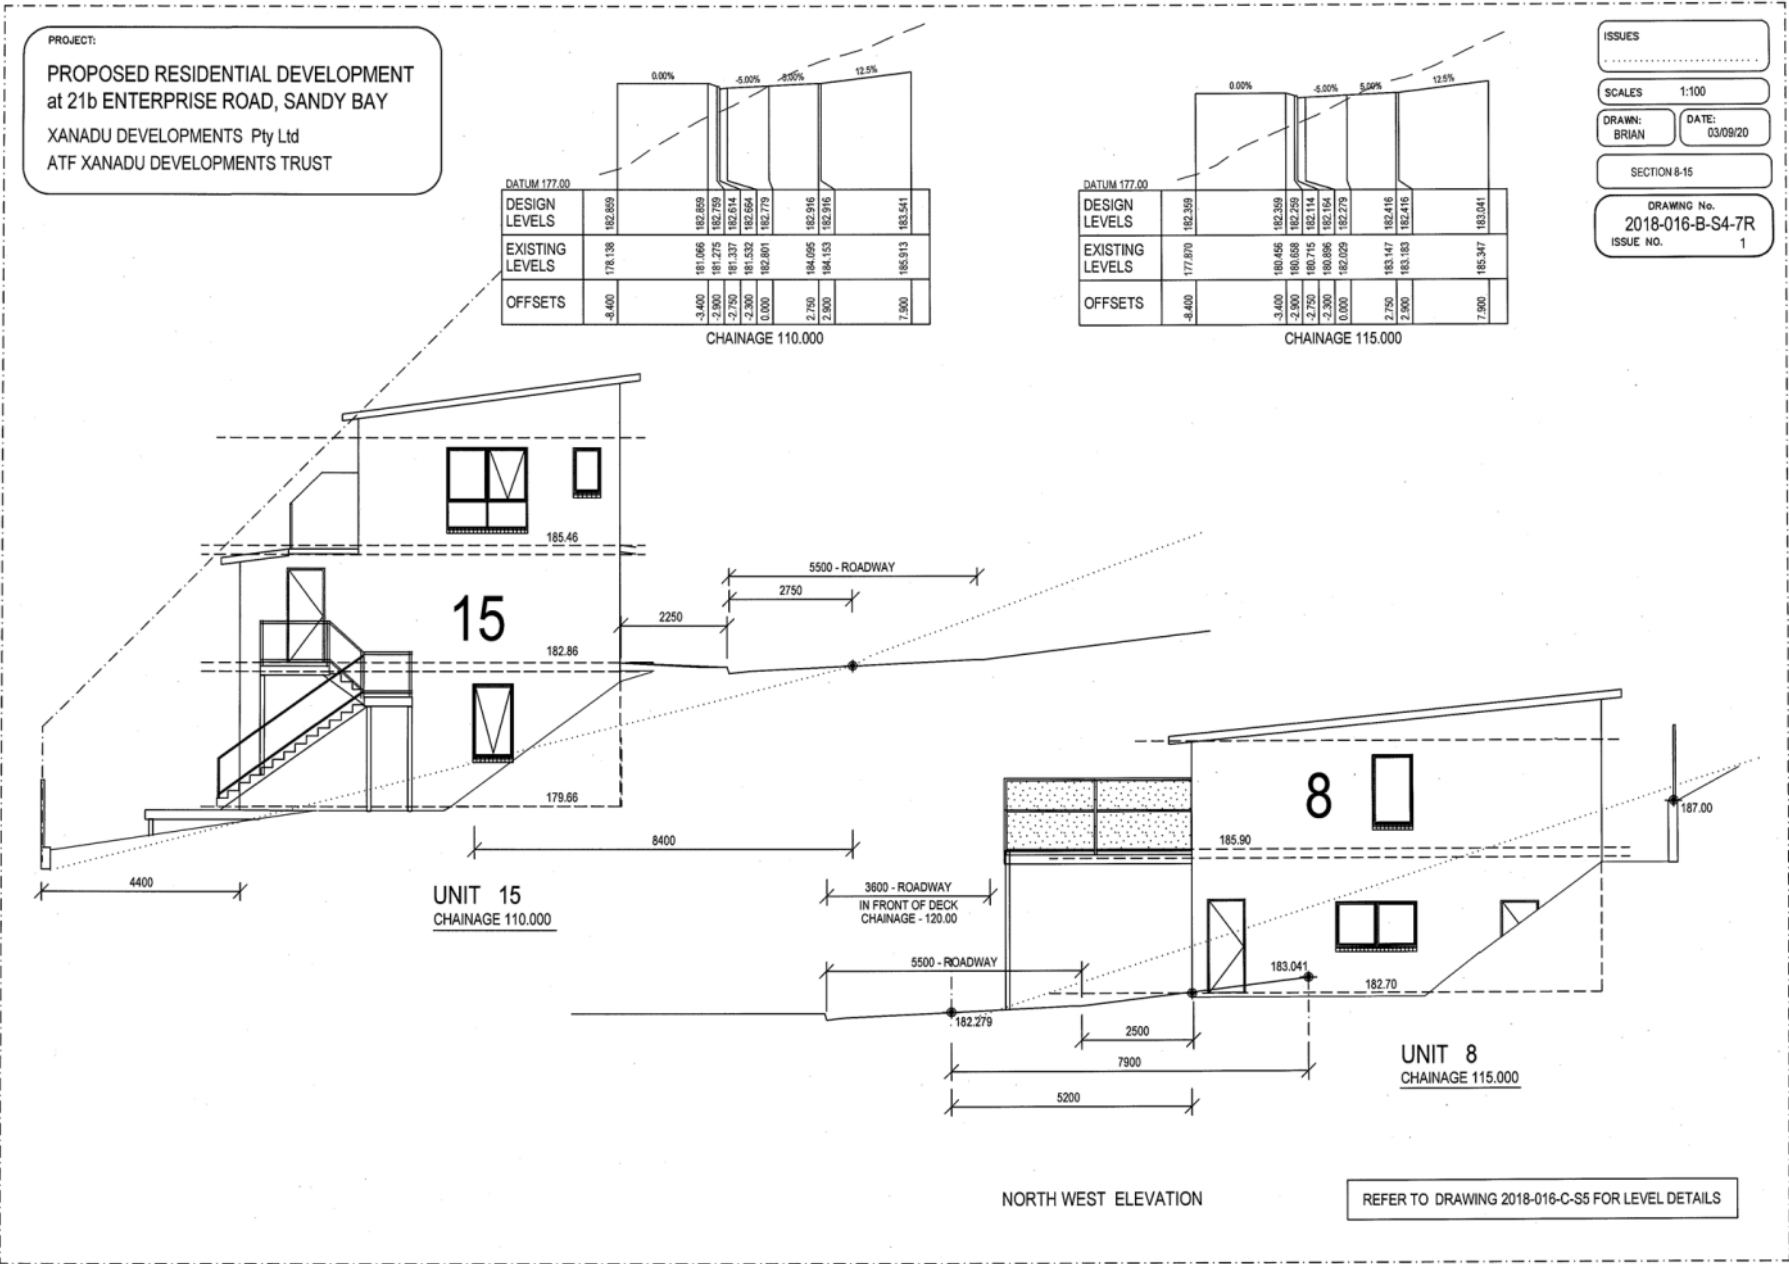 PROJECT:
PROPOSED RESIDENTIAL DEVELOPMENT
at 21b ENTERPRISE ROAD, SANDY BAY
XANADU DEVELOPMENTS Pty Ltd
ATF XANADU DEVELOPMENTS TRUST
0.00% -5.00% -5.00% 12.5%
DATUM 177.00
DESIGN LEVELS 182.859 182.859 182.759 182.614 182.664 182.779 182.916 182.916 183.541
EXISTING LEVELS 178.138 181.066 181.275 181.337 181.532 182.801 184.095 184.153 185.913
OFFSETS -8.400 -3.400 -2.900 -2.750 -2.300 0.000 2.750 2.900 7.900
CHAINAGE 110.000
0.00% -5.00% 5.00% 12.5%
DATUM 177.00
DESIGN LEVELS 182.359 182.359 182.259 182.114 182.164 182.279 182.416 182.416 183.041
EXISTING LEVELS 177.870 180.456 180.658 180.715 180.896 182.029 183.147 183.183 185.347
OFFSETS -8.400 -3.400 -2.900 -2.750 -2.300 0.000 2.750 2.900 7.900
CHAINAGE 115.000
ISSUES
SCALES 1:100
DRAWN: BRIAN
DATE: 03/09/20
SECTION 8-15
DRAWING No.
2018-016-B-S4-7R
ISSUE NO. 1
185.46
15
182.86
179.66
4400
8400
2250
2750
5500 - ROADWAY
UNIT 15
CHAINAGE 110.000
3600 - ROADWAY
IN FRONT OF DECK
CHAINAGE - 120.00
5500 - ROADWAY
182.279
8
185.90
187.00
183.041
182.70
2500
7900
5200
UNIT 8
CHAINAGE 115.000
NORTH WEST ELEVATION
REFER TO DRAWING 2018-016-C-S5 FOR LEVEL DETAILS